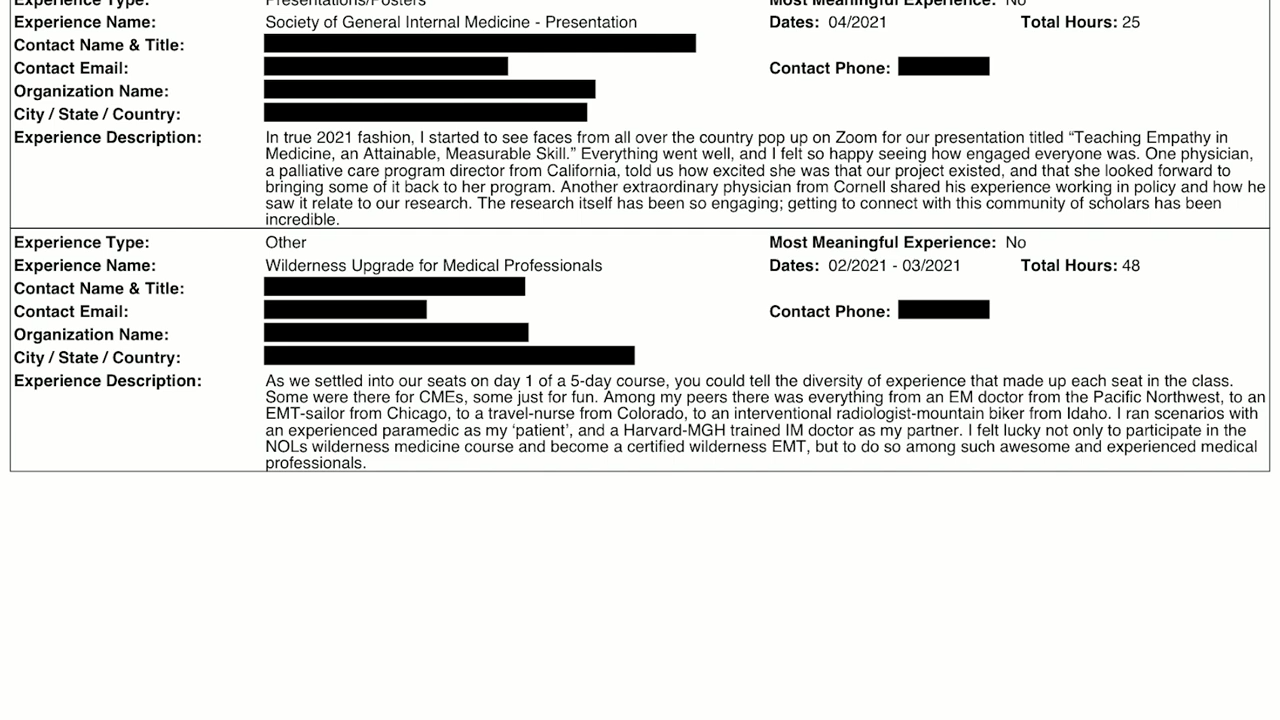 Experience Type: Presentations/Posters Most Meaningful Experience: No
Experience Name: Society of General Internal Medicine - Presentation Dates: 04/2021 Total Hours: 25
Contact Name & Title:
Contact Email: Contact Phone:
Organization Name:
City / State / Country:
Experience Description: In true 2021 fashion, I started to see faces from all over the country pop up on Zoom for our presentation titled “Teaching Empathy in
Medicine, an Attainable, Measurable Skill.” Everything went well, and I felt so happy seeing how engaged everyone was. One physician,
a palliative care program director from California, told us how excited she was that our project existed, and that she looked forward to
bringing some of it back to her program. Another extraordinary physician from Cornell shared his experience working in policy and how he
saw it relate to our research. The research itself has been so engaging; getting to connect with this community of scholars has been
incredible.
Experience Type: Other Most Meaningful Experience: No
Experience Name: Wilderness Upgrade for Medical Professionals Dates: 02/2021 - 03/2021 Total Hours: 48
Contact Name & Title:
Contact Email: Contact Phone:
Organization Name:
City / State / Country:
Experience Description: As we settled into our seats on day 1 of a 5-day course, you could tell the diversity of experience that made up each seat in the class.
Some were there for CMEs, some just for fun. Among my peers there was everything from an EM doctor from the Pacific Northwest, to an
EMT-sailor from Chicago, to a travel-nurse from Colorado, to an interventional radiologist-mountain biker from Idaho. I ran scenarios with
an experienced paramedic as my ‘patient’, and a Harvard-MGH trained IM doctor as my partner. I felt lucky not only to participate in the
NOLs wilderness medicine course and become a certified wilderness EMT, but to do so among such awesome and experienced medical
professionals.